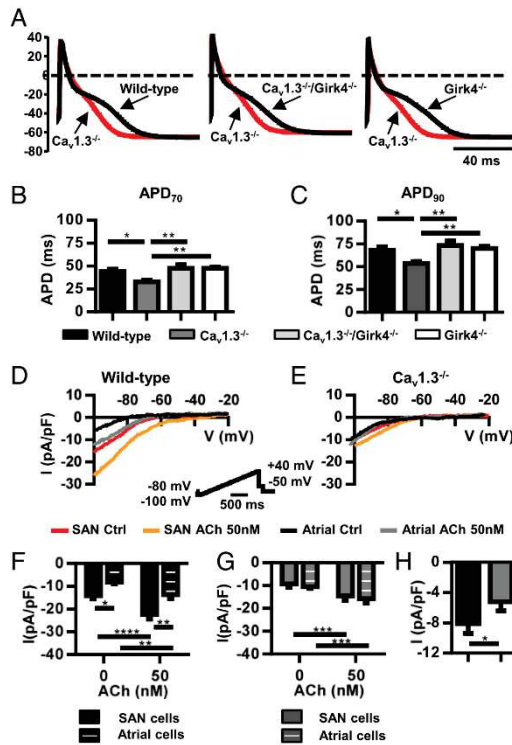 A
40
20
0
-20
-40
-60
-80
Wild-type
Cav1.3-/-
Cav1.3-/-/Girk4-/-
Cav1.3-/-
Girk4-/-
Cav1.3-/-
40 ms
B
APD70
APD (ms)
100
75
50
25
0
* **
**
C
APD90
APD (ms)
100
75
50
25
0
* **
**
Wild-type Cav1.3-/- Cav1.3-/-/Girk4-/- Girk4-/-
D
Wild-type
-80 -60 -40 -20
V (mV)
I (pA/pF)
0
-10
-20
-30
E
Cav1.3-/-
-80 -60 -40 -20
V (mV)
0
-10
-20
-30
-80 mV
-100 mV
+40 mV
-50 mV
500 ms
SAN Ctrl SAN ACh 50nM Atrial Ctrl Atrial ACh 50nM
F
I(pA/pF)
0
-10
-20
-30
-40
*
**
****
**
0 50
ACh (nM)
SAN cells
Atrial cells
G
I(pA/pF)
0
-10
-20
-30
-40
***
***
0 50
ACh (nM)
SAN cells
Atrial cells
H
I (pA/pF)
0
-4
-8
-12
*